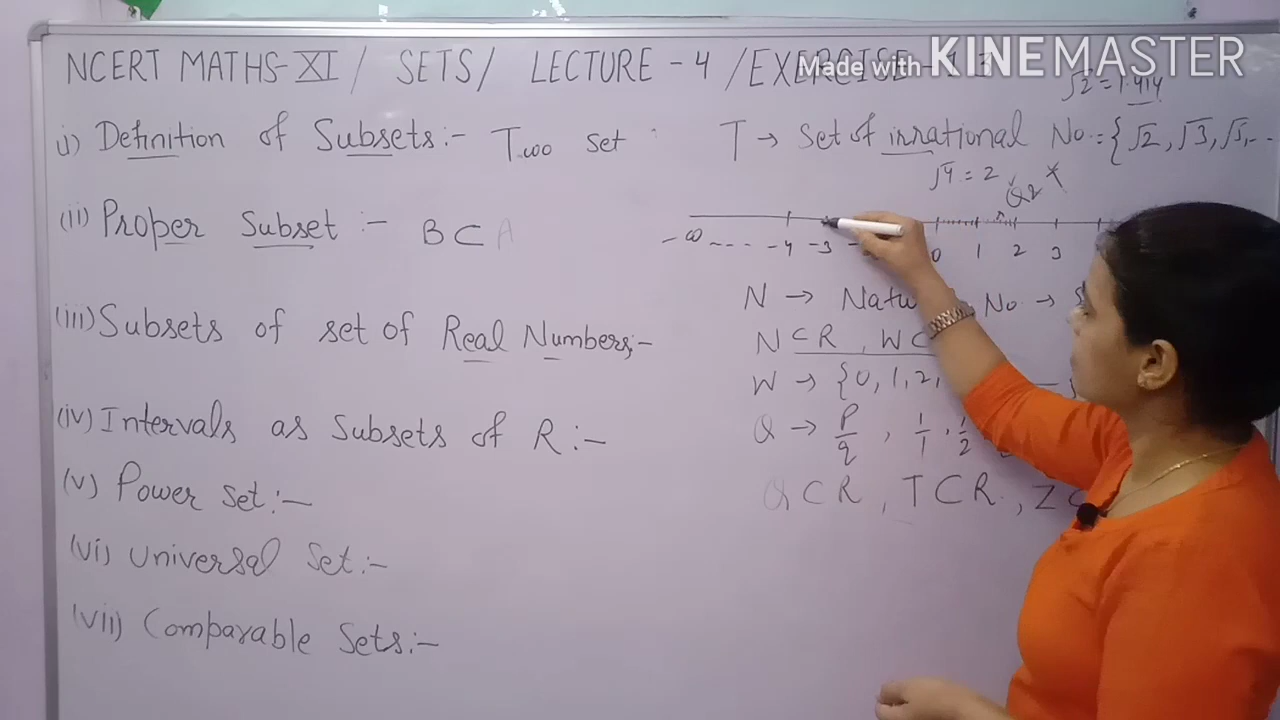 NCERT MATHS-XI / SETS / LECTURE - 4 / EXERCISE - 1.3
Made with KINEMASTER
√2 = 1.414
i) Definition of Subsets:- Two set
T → Set of irrational No. = {√2, √3, √5, ...
√4 = 2
(ii) Proper Subset :- B ⊂ A
-∞ ---- -4 -3 0 1 2 3
N → Natu No. →
(iii) Subsets of set of Real Numbers:-
N ⊂ R , W ⊂
W → {0, 1, 2,
(iv) Intervals as Subsets of R:-
Q → p/q , 1/1 , 1/2
(v) Power set:-
Q ⊂ R , T ⊂ R , Z ⊂
(vi) Universal Set:-
(vii) Comparable Sets:-